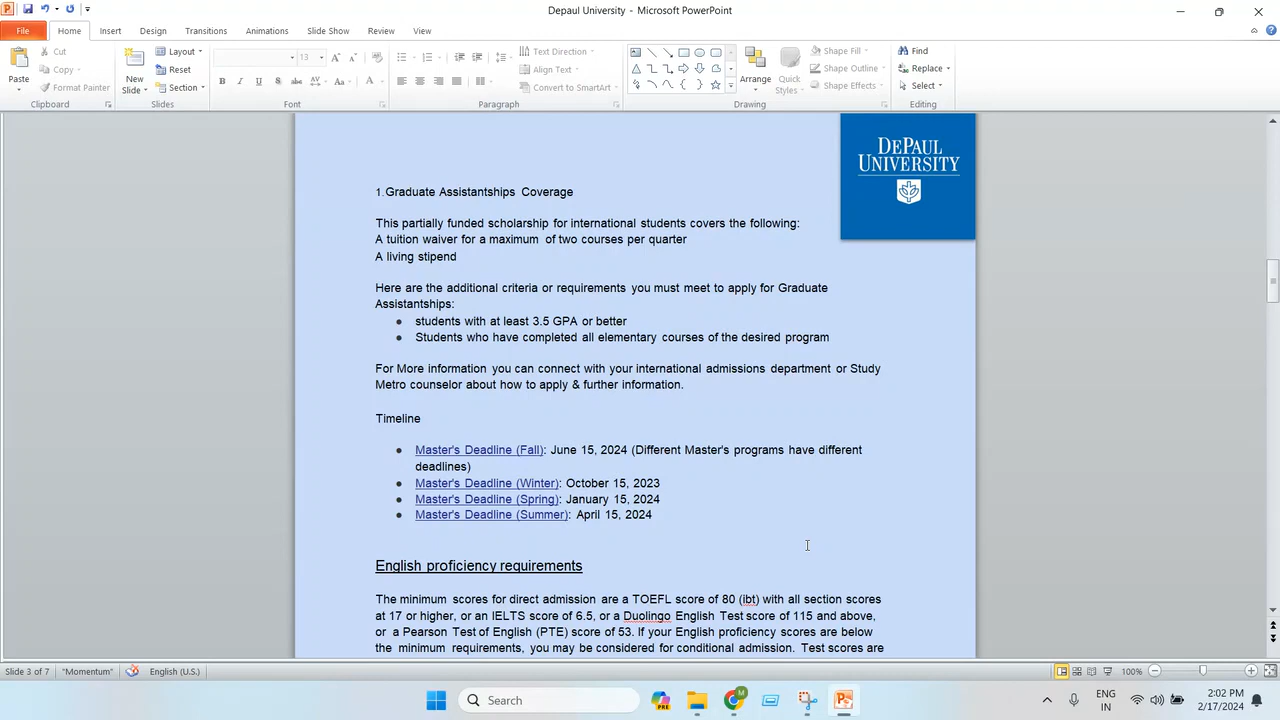 Depaul University - Microsoft PowerPoint
File Home Insert Design Transitions Animations Slide Show Review View
Paste
Cut
Copy
Format Painter
Clipboard
New
Slide
Layout
Reset
Section
Slides
13
Font
Text Direction
Align Text
Convert to SmartArt
Paragraph
Arrange
Quick
Styles
Shape Fill
Shape Outline
Shape Effects
Drawing
Find
Replace
Select
Editing
DEPAUL
UNIVERSITY
1.Graduate Assistantships Coverage
This partially funded scholarship for international students covers the following:
A tuition waiver for a maximum of two courses per quarter
A living stipend
Here are the additional criteria or requirements you must meet to apply for Graduate
Assistantships:
● students with at least 3.5 GPA or better
● Students who have completed all elementary courses of the desired program
For More information you can connect with your international admissions department or Study
Metro counselor about how to apply & further information.
Timeline
● Master's Deadline (Fall): June 15, 2024 (Different Master's programs have different
deadlines)
● Master's Deadline (Winter): October 15, 2023
● Master's Deadline (Spring): January 15, 2024
● Master's Deadline (Summer): April 15, 2024
English proficiency requirements
The minimum scores for direct admission are a TOEFL score of 80 (ibt) with all section scores
at 17 or higher, or an IELTS score of 6.5, or a Duolingo English Test score of 115 and above,
or a Pearson Test of English (PTE) score of 53. If your English proficiency scores are below
the minimum requirements, you may be considered for conditional admission. Test scores are
Slide 3 of 7 "Momentum" English (U.S.) 100%
Search
ENG
IN
2:02 PM
2/17/2024